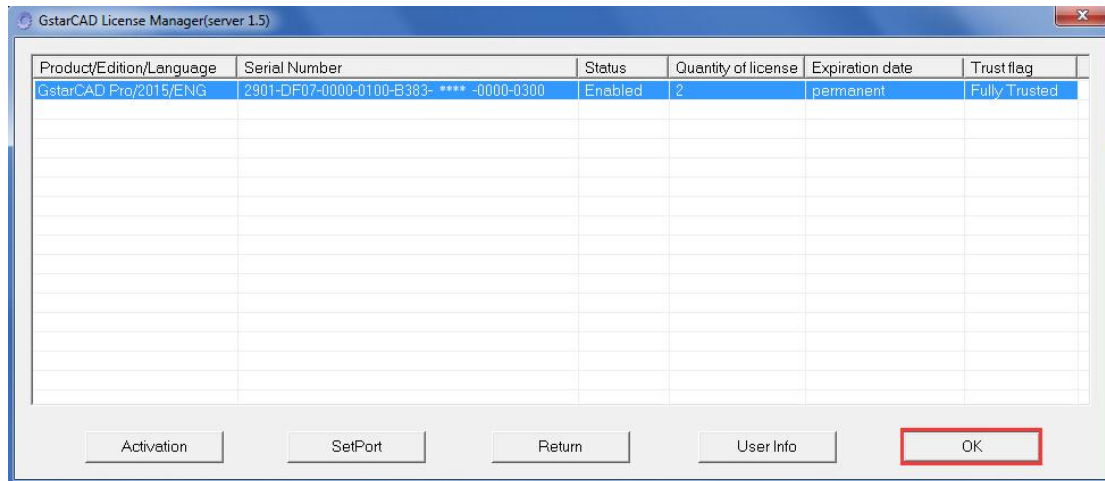 GstarCAD License Manager(server 1.5)
Product/Edition/Language Serial Number Status Quantity of license Expiration date Trust flag
GstarCAD Pro/2015/ENG 2901-DF07-0000-0100-B383- **** -0000-0300 Enabled 2 permanent Fully Trusted
Activation SetPort Return User Info OK